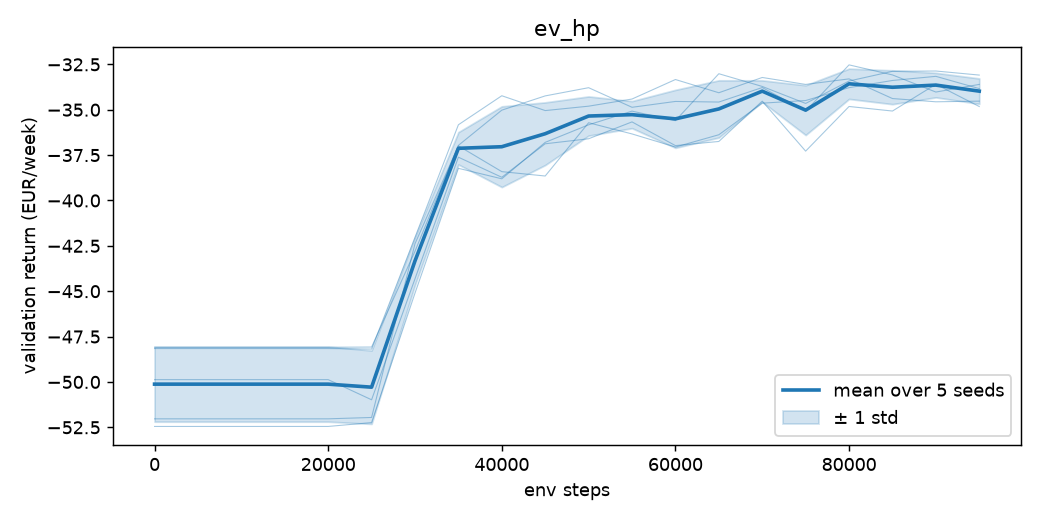 ev_hp
validation return (EUR/week)
−32.5
−35.0
−37.5
−40.0
−42.5
−45.0
−47.5
−50.0
−52.5
mean over 5 seeds
± 1 std
0 20000 40000 60000 80000
env steps